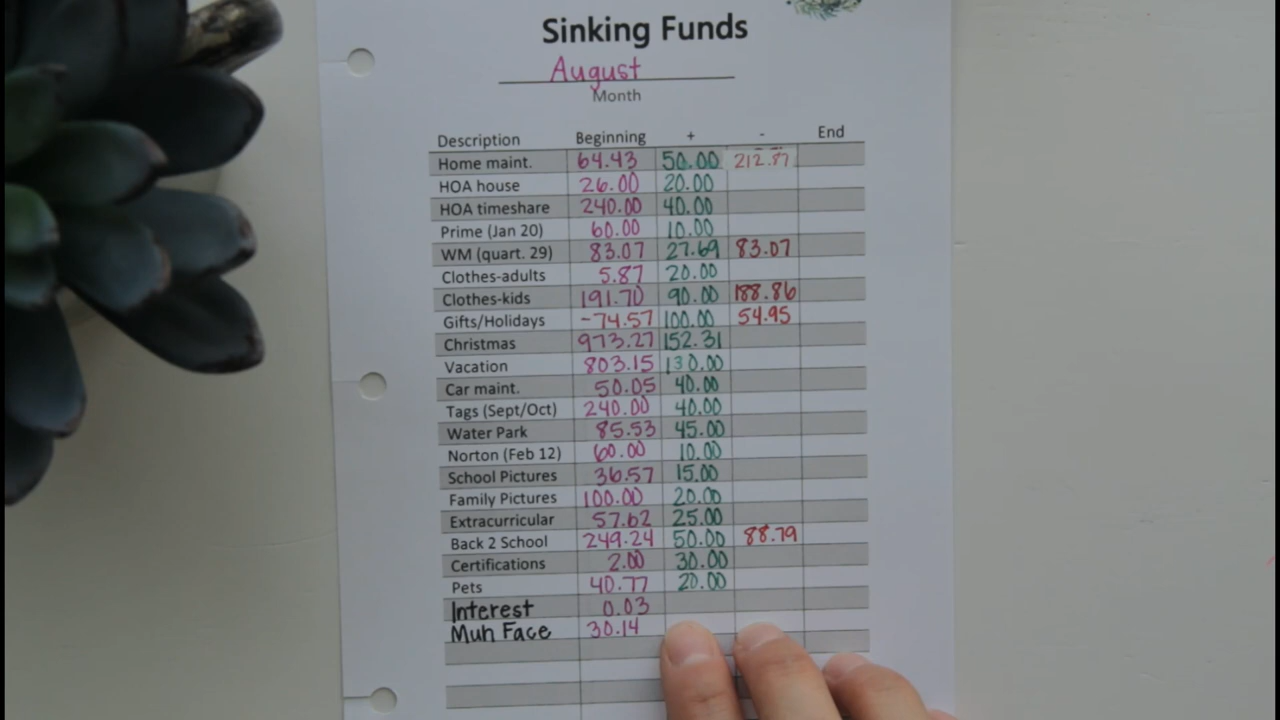 Sinking Funds
August
Month
Description Beginning + - End
Home maint. 64.43 50.00 212.87
HOA house 26.00 20.00
HOA timeshare 240.00 40.00
Prime (Jan 20) 60.00 10.00
WM (quart. 29) 83.07 27.69 83.07
Clothes-adults 5.87 20.00
Clothes-kids 191.70 90.00 188.86
Gifts/Holidays -74.57 100.00 54.95
Christmas 973.27 152.31
Vacation 803.15 130.00
Car maint. 50.05 40.00
Tags (Sept/Oct) 240.00 40.00
Water Park 85.53 45.00
Norton (Feb 12) 60.00 10.00
School Pictures 36.57 15.00
Family Pictures 100.00 20.00
Extracurricular 57.62 25.00
Back 2 School 249.24 50.00 88.79
Certifications 2.00 30.00
Pets 40.77 20.00
Interest 0.03
Muh Face 30.14